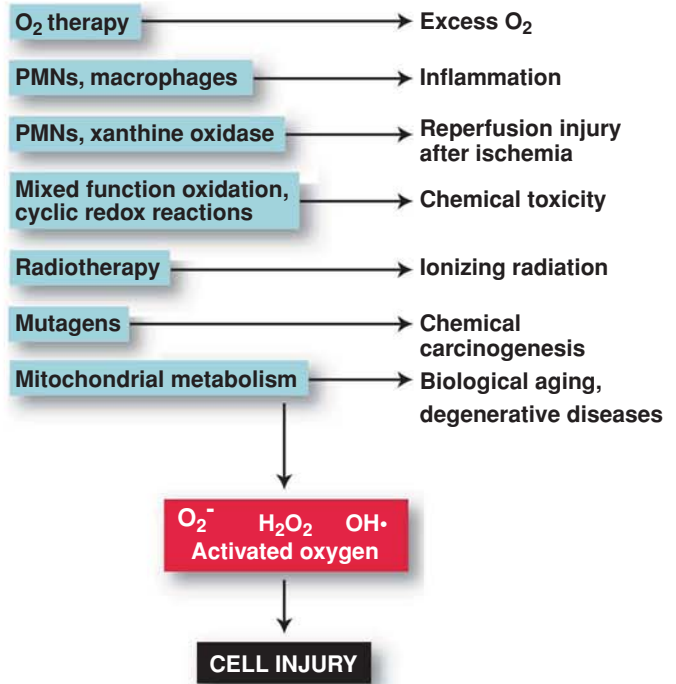 O₂ therapy
Excess O₂
PMNs, macrophages
Inflammation
PMNs, xanthine oxidase
Reperfusion injury
after ischemia
Mixed function oxidation,
cyclic redox reactions
Chemical toxicity
Radiotherapy
Ionizing radiation
Mutagens
Chemical
carcinogenesis
Mitochondrial metabolism
Biological aging,
degenerative diseases
O₂⁻ H₂O₂ OH•
Activated oxygen
CELL INJURY